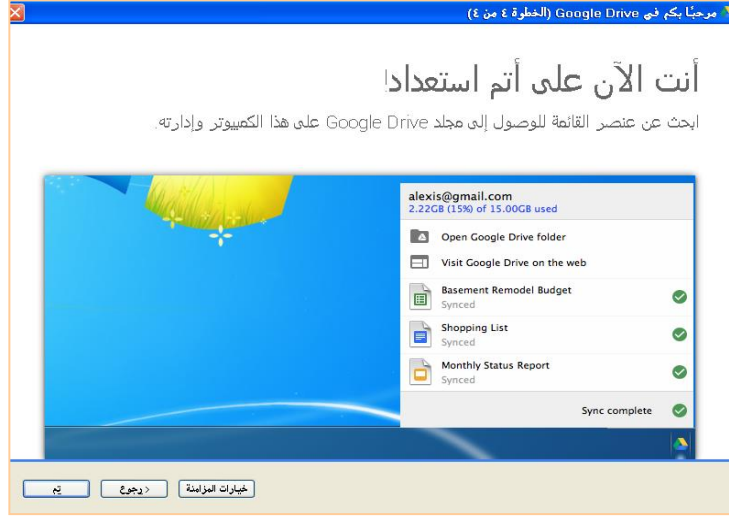 مرحبًا بكم في Google Drive (الخطوة ٤ من ٤)
أنت الآن على أتم استعداد!
ابحث عن عنصر القائمة للوصول إلى مجلد Google Drive على هذا الكمبيوتر وإدارته.
alexis@gmail.com
2.22GB (15%) of 15.00GB used
Open Google Drive folder
Visit Google Drive on the web
Basement Remodel Budget
Synced
Shopping List
Synced
Monthly Status Report
Synced
Sync complete
خيارات المزامنة
< رجوع
تم